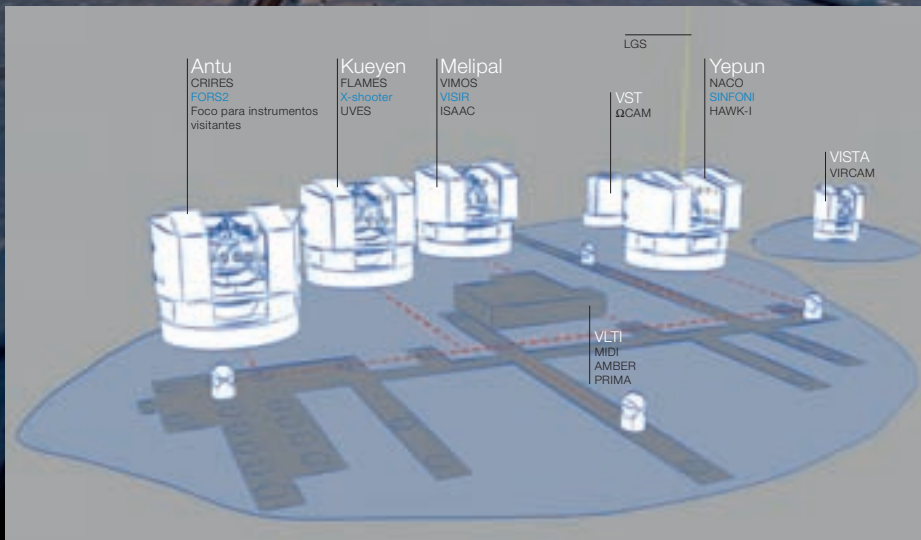 Antu
CRIRES
FORS2
Foco para instrumentos
visitantes
Kueyen
FLAMES
X-shooter
UVES
Melipal
VIMOS
VISIR
ISAAC
LGS
VST
ΩCAM
Yepun
NACO
SINFONI
HAWK-I
VISTA
VIRCAM
VLTI
MIDI
AMBER
PRIMA